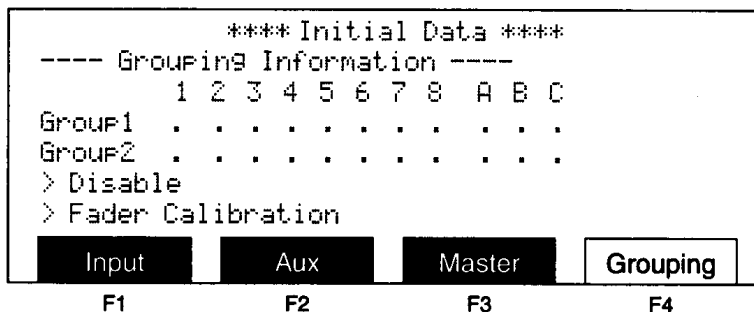 **** Initial Data ****
---- Grouping Information ----
1 2 3 4 5 6 7 8 A B C
Group1 . . . . . . . . . . .
Group2 . . . . . . . . . . .
> Disable
> Fader Calibration
Input Aux Master Grouping
F1 F2 F3 F4